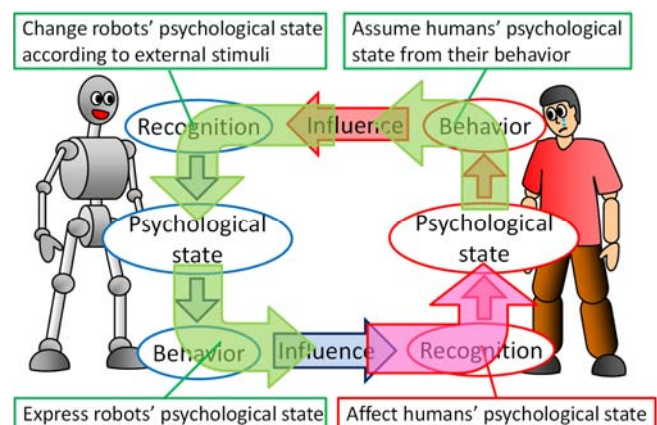 Change robots' psychological state
according to external stimuli
Assume humans' psychological
state from their behavior
Recognition
Influence
Behavior
Psychological
state
Psychological
state
Behavior
Influence
Recognition
Express robots' psychological state
Affect humans' psychological state